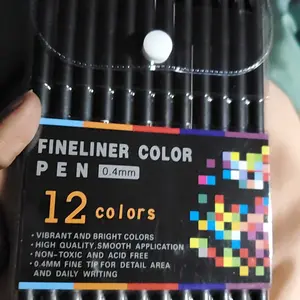 FINELINER COLOR
PEN 0.4mm
12 colors
• VIBRANT AND BRIGHT COLORS
• HIGH QUALITY, SMOOTH APPLICATION
• NON-TOXIC AND ACID FREE
• 0.4MM FINE TIP FOR DETAIL AREA
AND DAILY WRITING